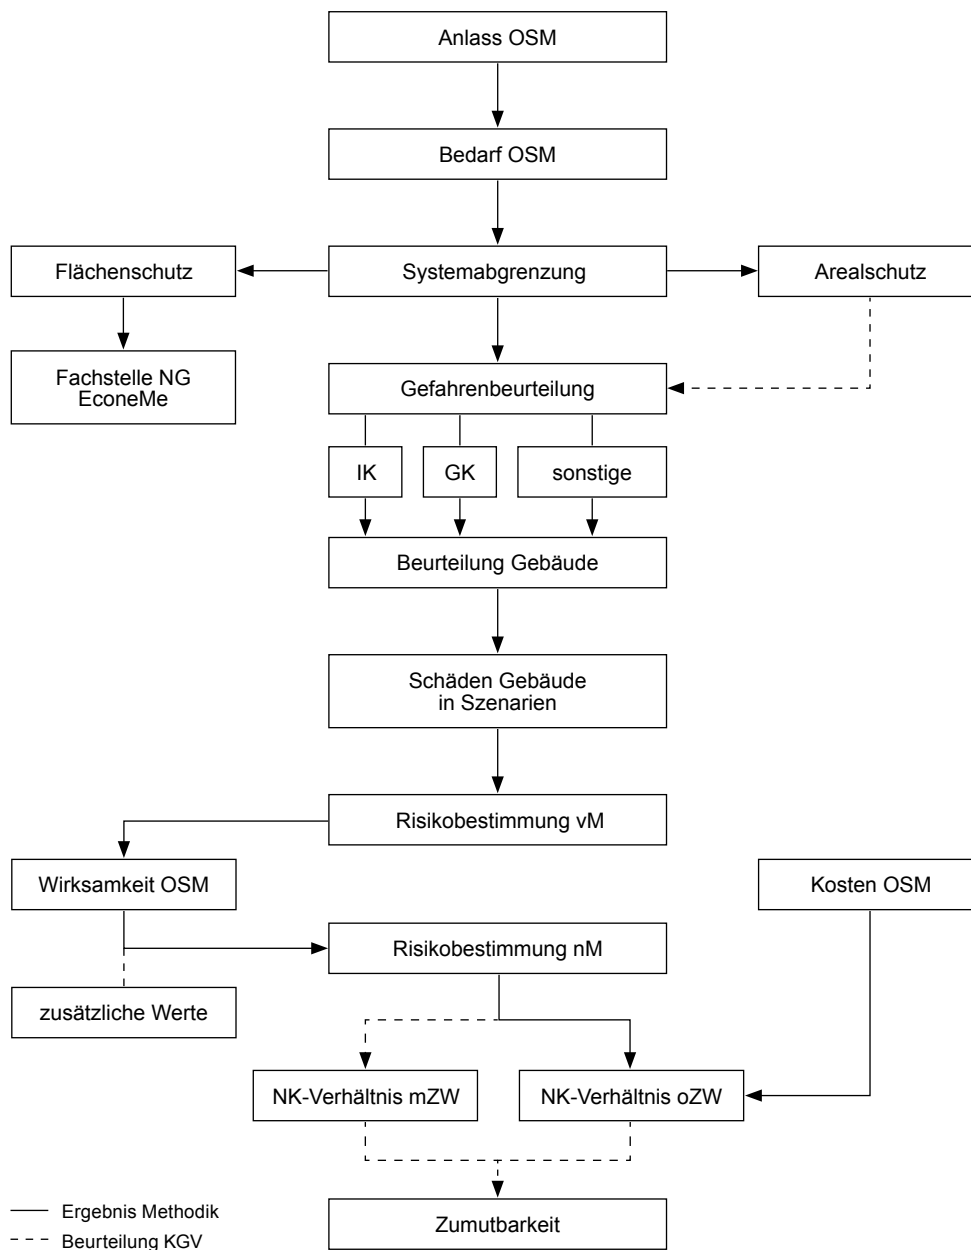 Anlass OSM
Bedarf OSM
Flächenschutz
Systemabgrenzung
Arealschutz
Fachstelle NG
EconeMe
Gefahrenbeurteilung
IK
GK
sonstige
Beurteilung Gebäude
Schäden Gebäude
in Szenarien
Risikobestimmung vM
Wirksamkeit OSM
Kosten OSM
Risikobestimmung nM
zusätzliche Werte
NK-Verhältnis mZW
NK-Verhältnis oZW
Zumutbarkeit
Ergebnis Methodik
Beurteilung KGV